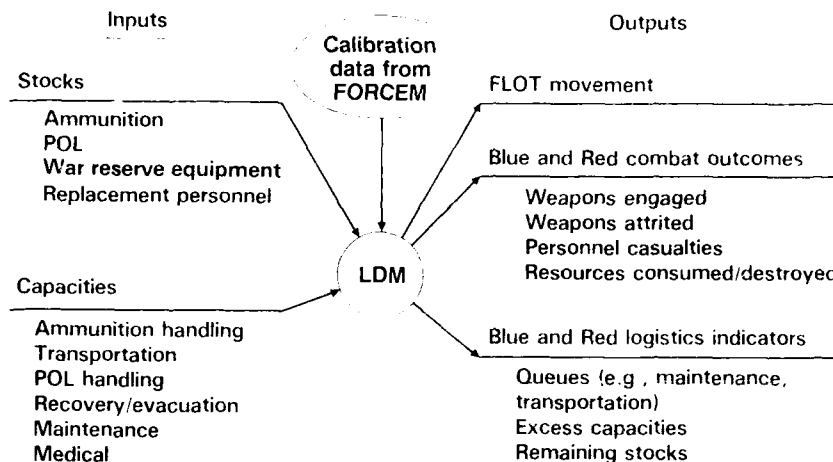 Inputs
Calibration
data from
FORCEM
Outputs
Stocks
Ammunition
POL
War reserve equipment
Replacement personnel
Capacities
Ammunition handling
Transportation
POL handling
Recovery/evacuation
Maintenance
Medical
LDM
FLOT movement
Blue and Red combat outcomes
Weapons engaged
Weapons attrited
Personnel casualties
Resources consumed/destroyed
Blue and Red logistics indicators
Queues (e.g , maintenance,
transportation)
Excess capacities
Remaining stocks